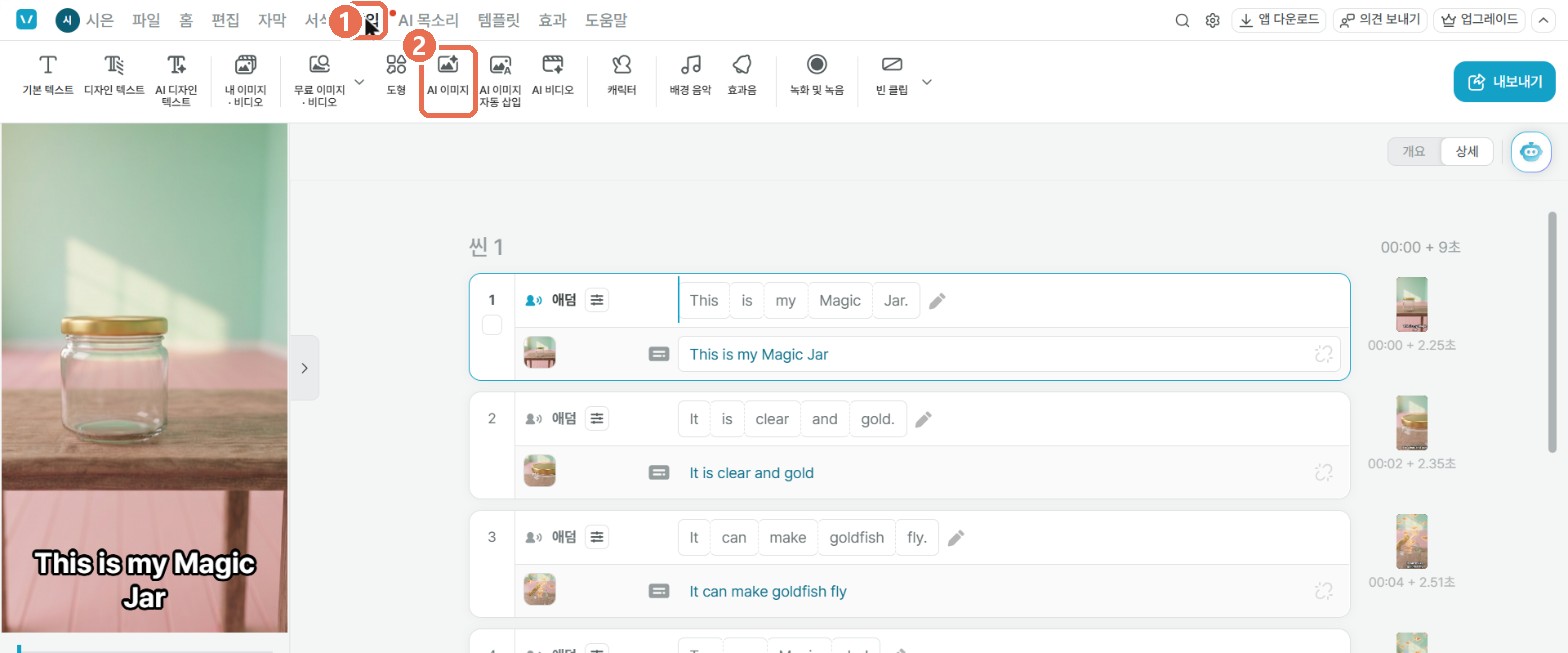 시 시은 파일 홈 편집 자막 1 AI 목소리 템플릿 효과 도움말 앱 다운로드 의견 보내기 업그레이드
2
기본 텍스트 디자인 텍스트 AI 디자인 텍스트 내 이미지·비디오 무료 이미지·비디오 도형 AI 이미지 AI 이미지 자동 삽입 AI 비디오 캐릭터 배경 음악 효과음 녹화 및 녹음 빈 클립 내보내기
개요 상세
씬 1 00:00 + 9초
1 애덤 This is my Magic Jar.
This is my Magic Jar
00:00 + 2.25초
2 애덤 It is clear and gold.
It is clear and gold
00:02 + 2.35초
3 애덤 It can make goldfish fly.
It can make goldfish fly
00:04 + 2.51초
This is my Magic
Jar